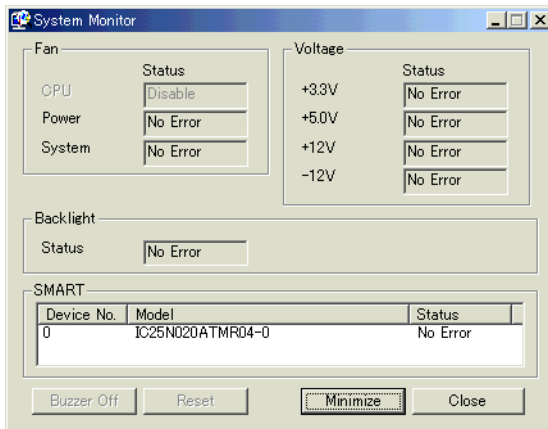 System Monitor
Fan
Status
CPU Disable
Power No Error
System No Error
Voltage
Status
+3.3V No Error
+5.0V No Error
+12V No Error
-12V No Error
Backlight
Status No Error
SMART
Device No. Model Status
0 IC25N020ATMR04-0 No Error
Buzzer Off Reset Minimize Close